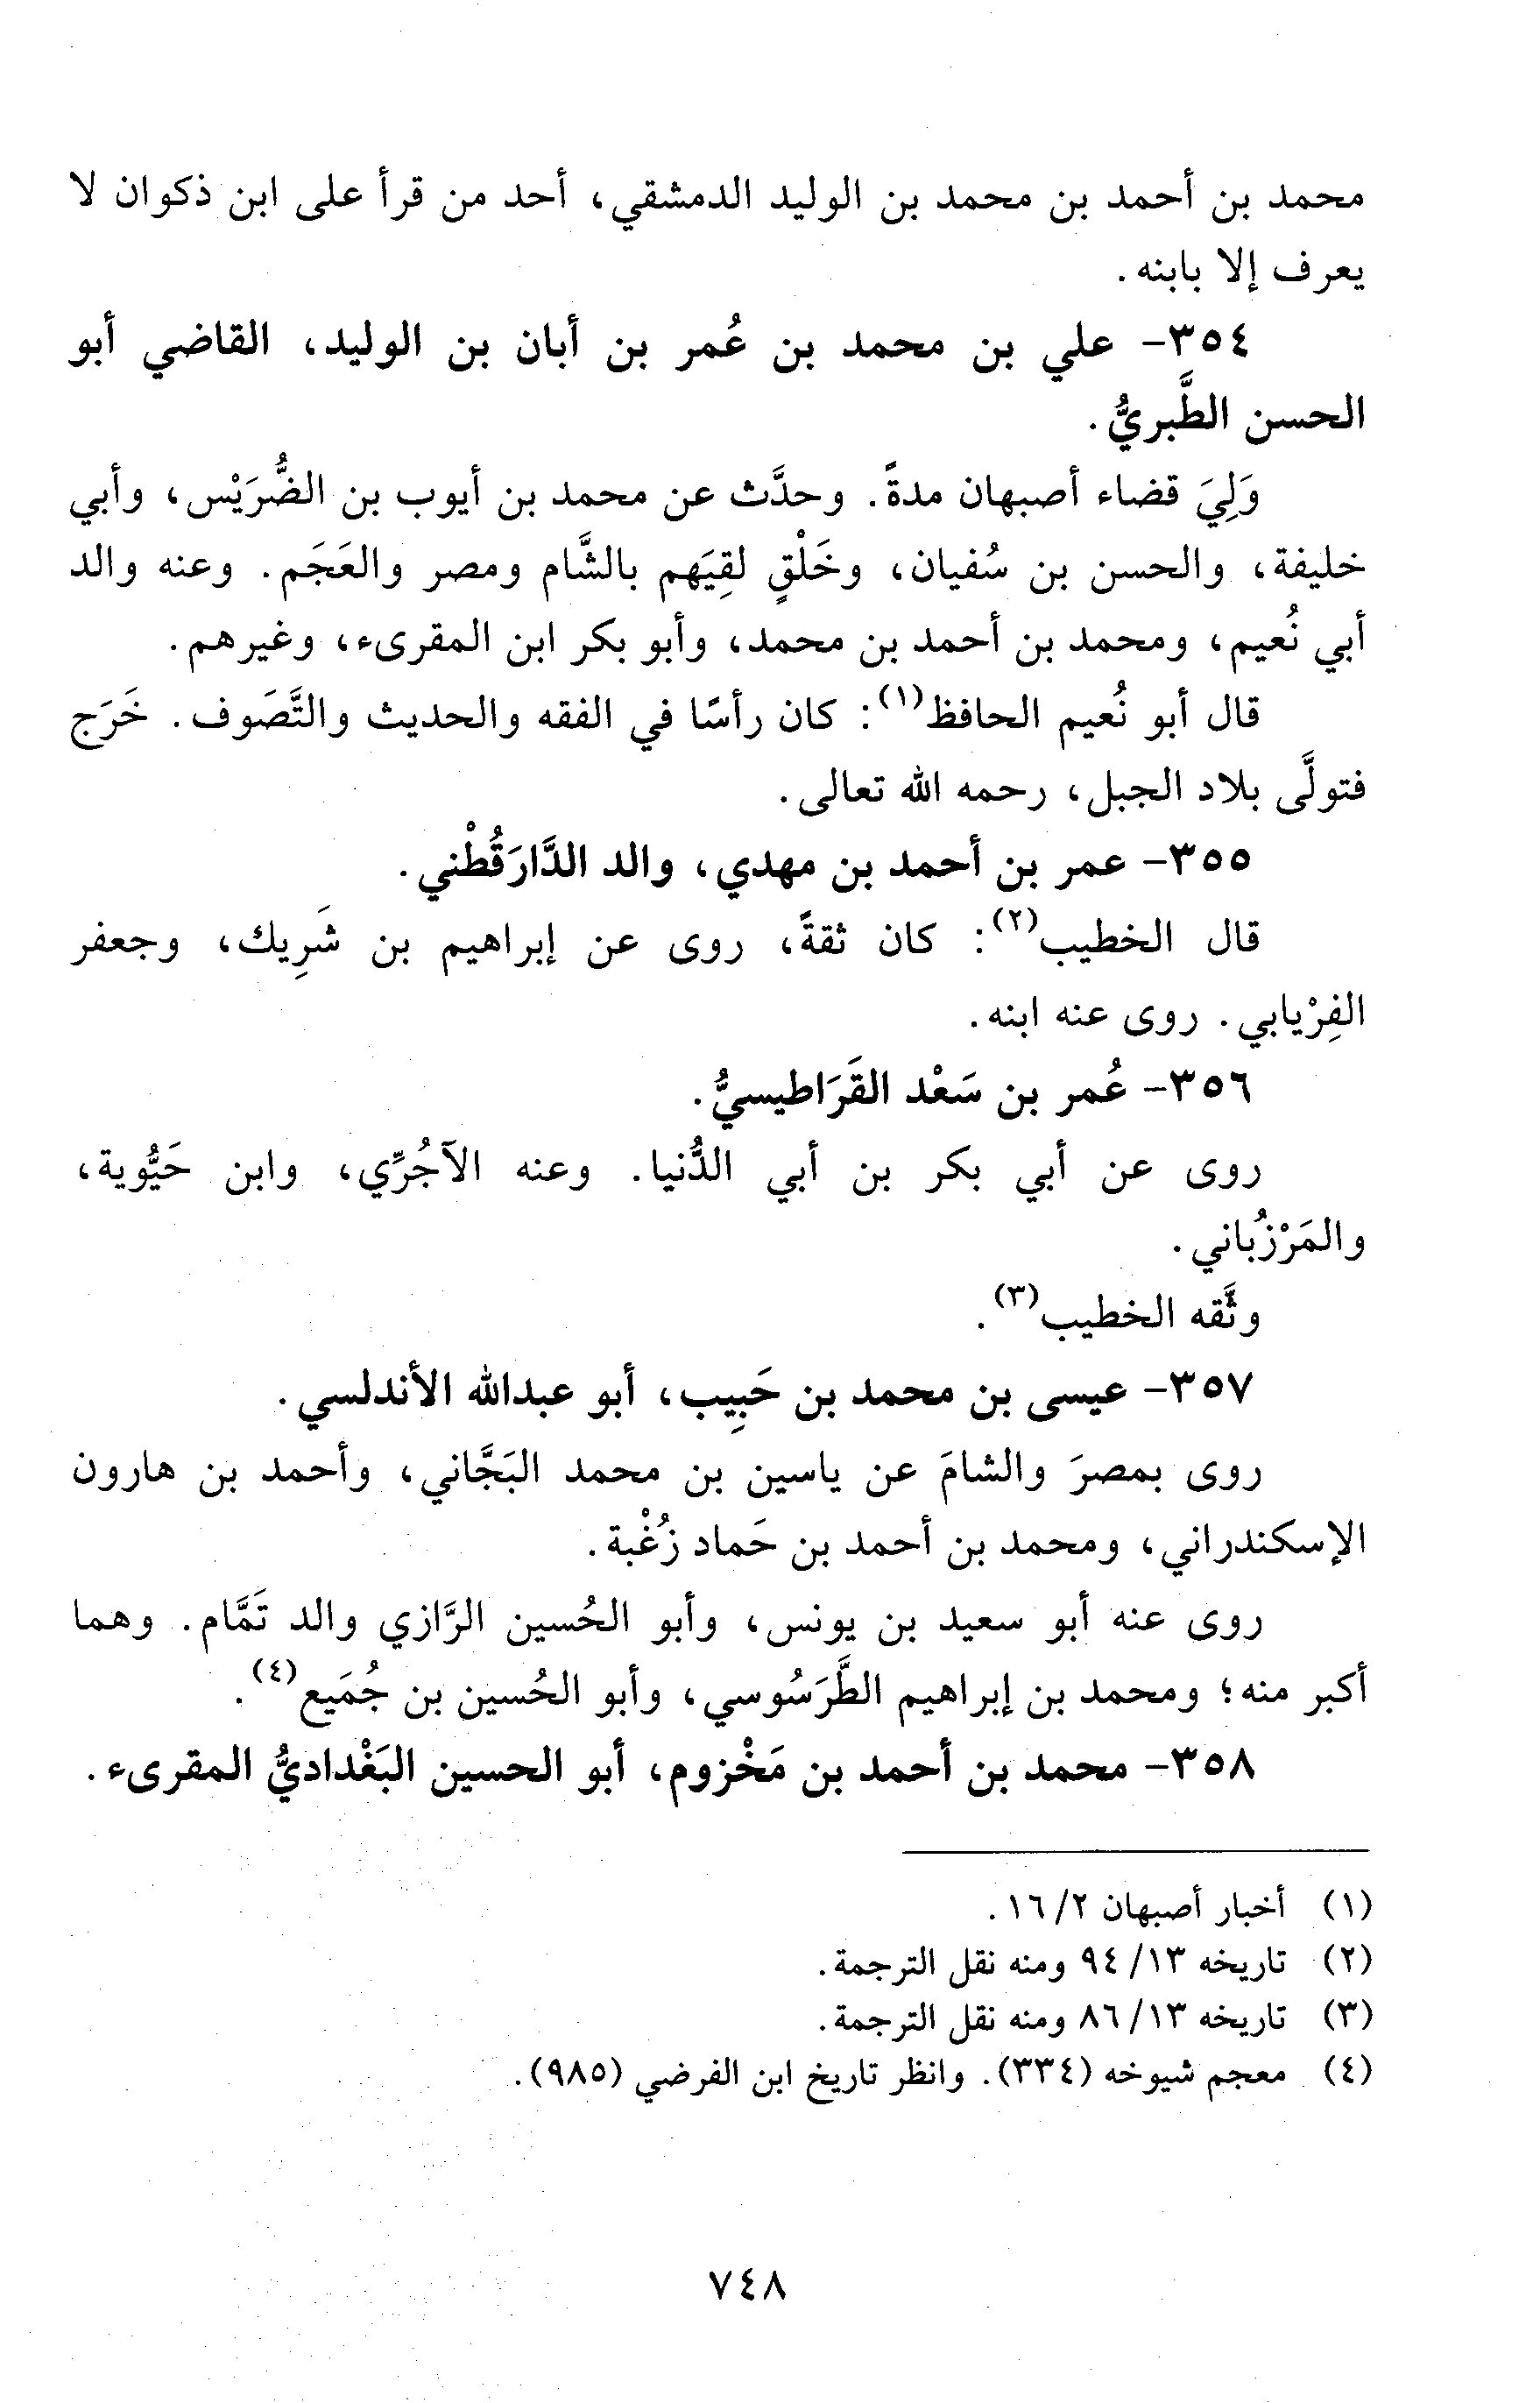 محمد بن أحمد بن محمد بن الوليد الدمشقي، أحد من قرأ على ابن ذكوان لا
يعرف إلا بابنه.
٣٥٤- علي بن محمد بن عُمر بن أبان بن الوليد، القاضي أبو
الحسن الطَّبريُّ.
وَلِيَ قضاء أصبهان مدةً. وحدَّث عن محمد بن أيوب بن الضُّرَيْس، وأبي
خليفة، والحسن بن سُفيان، وخَلْقٍ لقِيَهم بالشَّام ومصر والعَجَم. وعنه والد
أبي نُعيم، ومحمد بن أحمد بن محمد، وأبو بكر ابن المقرىء، وغيرهم.
قال أبو نُعيم الحافظ(١): كان رأسًا في الفقه والحديث والتَّصَوف. خَرَج
فتولَّى بلاد الجبل، رحمه الله تعالى.
٣٥٥- عمر بن أحمد بن مهدي، والد الدَّارَقُطْني.
قال الخطيب(٢): كان ثقةً، روى عن إبراهيم بن شَرِيك، وجعفر
الفِرْيابي. روى عنه ابنه.
٣٥٦- عُمر بن سَعْد القَرَاطيسيُّ.
روى عن أبي بكر بن أبي الدُّنيا. وعنه الآجُرِّي، وابن حَيُّوية،
والمَرْزُباني.
وثَّقه الخطيب(٣).
٣٥٧- عيسى بن محمد بن حَبِيب، أبو عبدالله الأندلسي.
روى بمصرَ والشامَ عن ياسين بن محمد البَجَّاني، وأحمد بن هارون
الإسكندراني، ومحمد بن أحمد بن حَماد زُغْبة.
روى عنه أبو سعيد بن يونس، وأبو الحُسين الرَّازي والد تَمَّام. وهما
أكبر منه؛ ومحمد بن إبراهيم الطَّرَسُوسي، وأبو الحُسين بن جُمَيع(٤).
٣٥٨- محمد بن أحمد بن مَخْزوم، أبو الحسين البَغْداديُّ المقرىء.
(١) أخبار أصبهان ٢/ ١٦.
(٢) تاريخه ١٣/ ٩٤ ومنه نقل الترجمة.
(٣) تاريخه ١٣/ ٨٦ ومنه نقل الترجمة.
(٤) معجم شيوخه (٣٣٤). وانظر تاريخ ابن الفرضي (٩٨٥).
٧٤٨